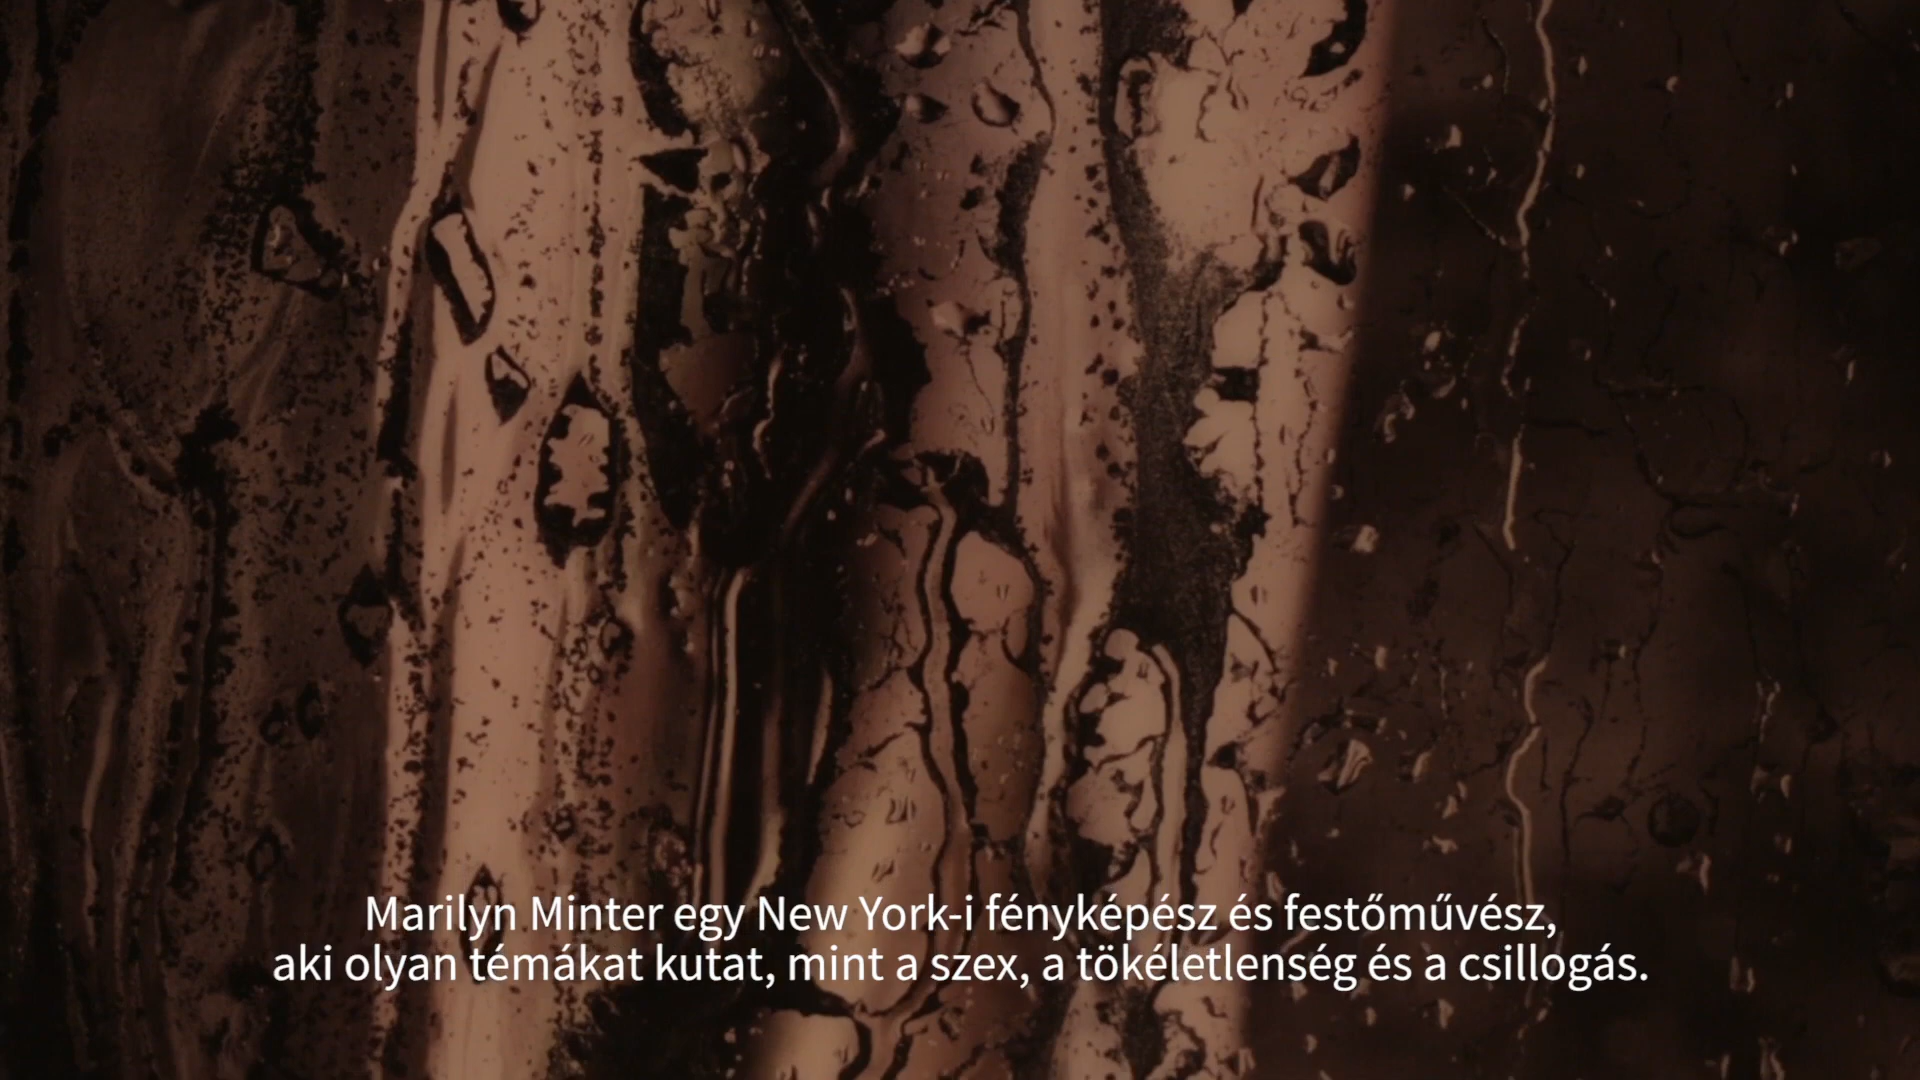 Marilyn Minter egy New York-i fényképész és festőművész,
aki olyan témákat kutat, mint a szex, a tökéletlenség és a csillogás.